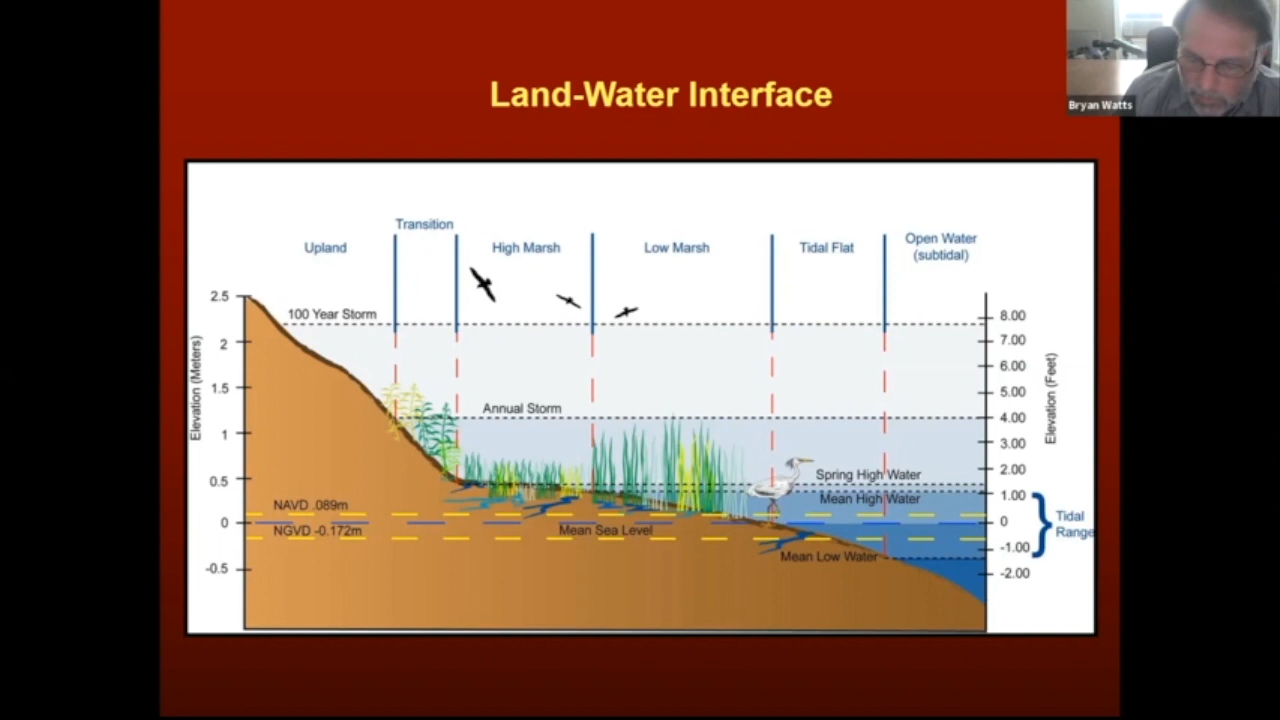 Land-Water Interface
Bryan Watts
Transition
Upland
High Marsh
Low Marsh
Tidal Flat
Open Water
(subtidal)
Elevation (Meters)
2.5
2
1.5
1
0.5
0
-0.5
100 Year Storm
Annual Storm
Spring High Water
Mean High Water
NAVD .089m
NGVD -0.172m
Mean Sea Level
Mean Low Water
8.00
7.00
6.00
5.00
4.00
3.00
2.00
1.00
0
-1.00
-2.00
Elevation (Feet)
Tidal
Range